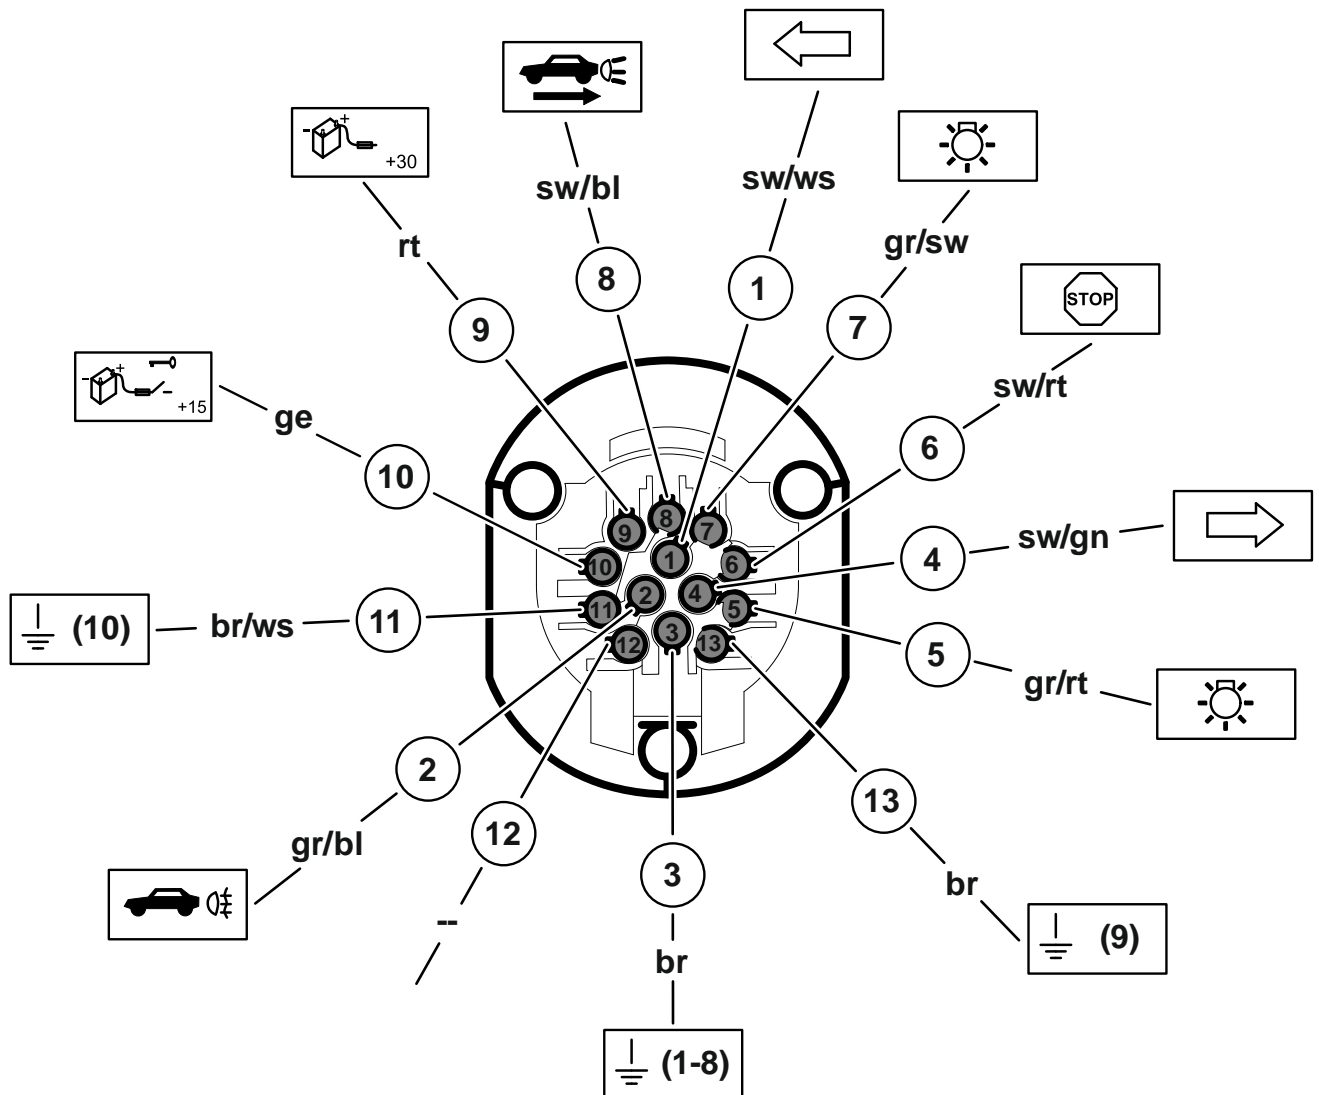 - +
+30
rt
9
sw/bl
8
sw/ws
1
gr/sw
7
STOP
sw/rt
6
- +
- +15
ge
10
sw/gn
4
(10)
br/ws
11
gr/rt
5
8
9
7
1
10
6
2
4
11
5
3
12
13
2
gr/bl
12
--
3
br
(1-8)
13
br
(9)